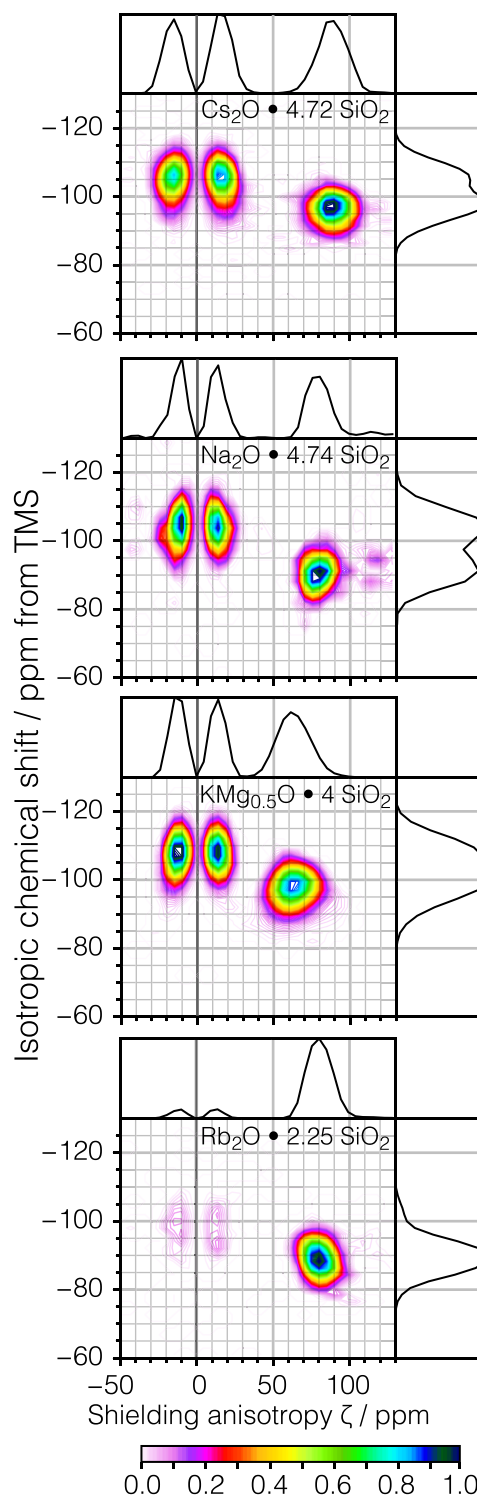 Isotropic chemical shift / ppm from TMS
Cs₂O • 4.72 SiO₂
−120
−100
−80
−60
Na₂O • 4.74 SiO₂
−120
−100
−80
−60
KMg₀.₅O • 4 SiO₂
−120
−100
−80
−60
Rb₂O • 2.25 SiO₂
−120
−100
−80
−60
−50 0 50 100
Shielding anisotropy ζ / ppm
0.0 0.2 0.4 0.6 0.8 1.0